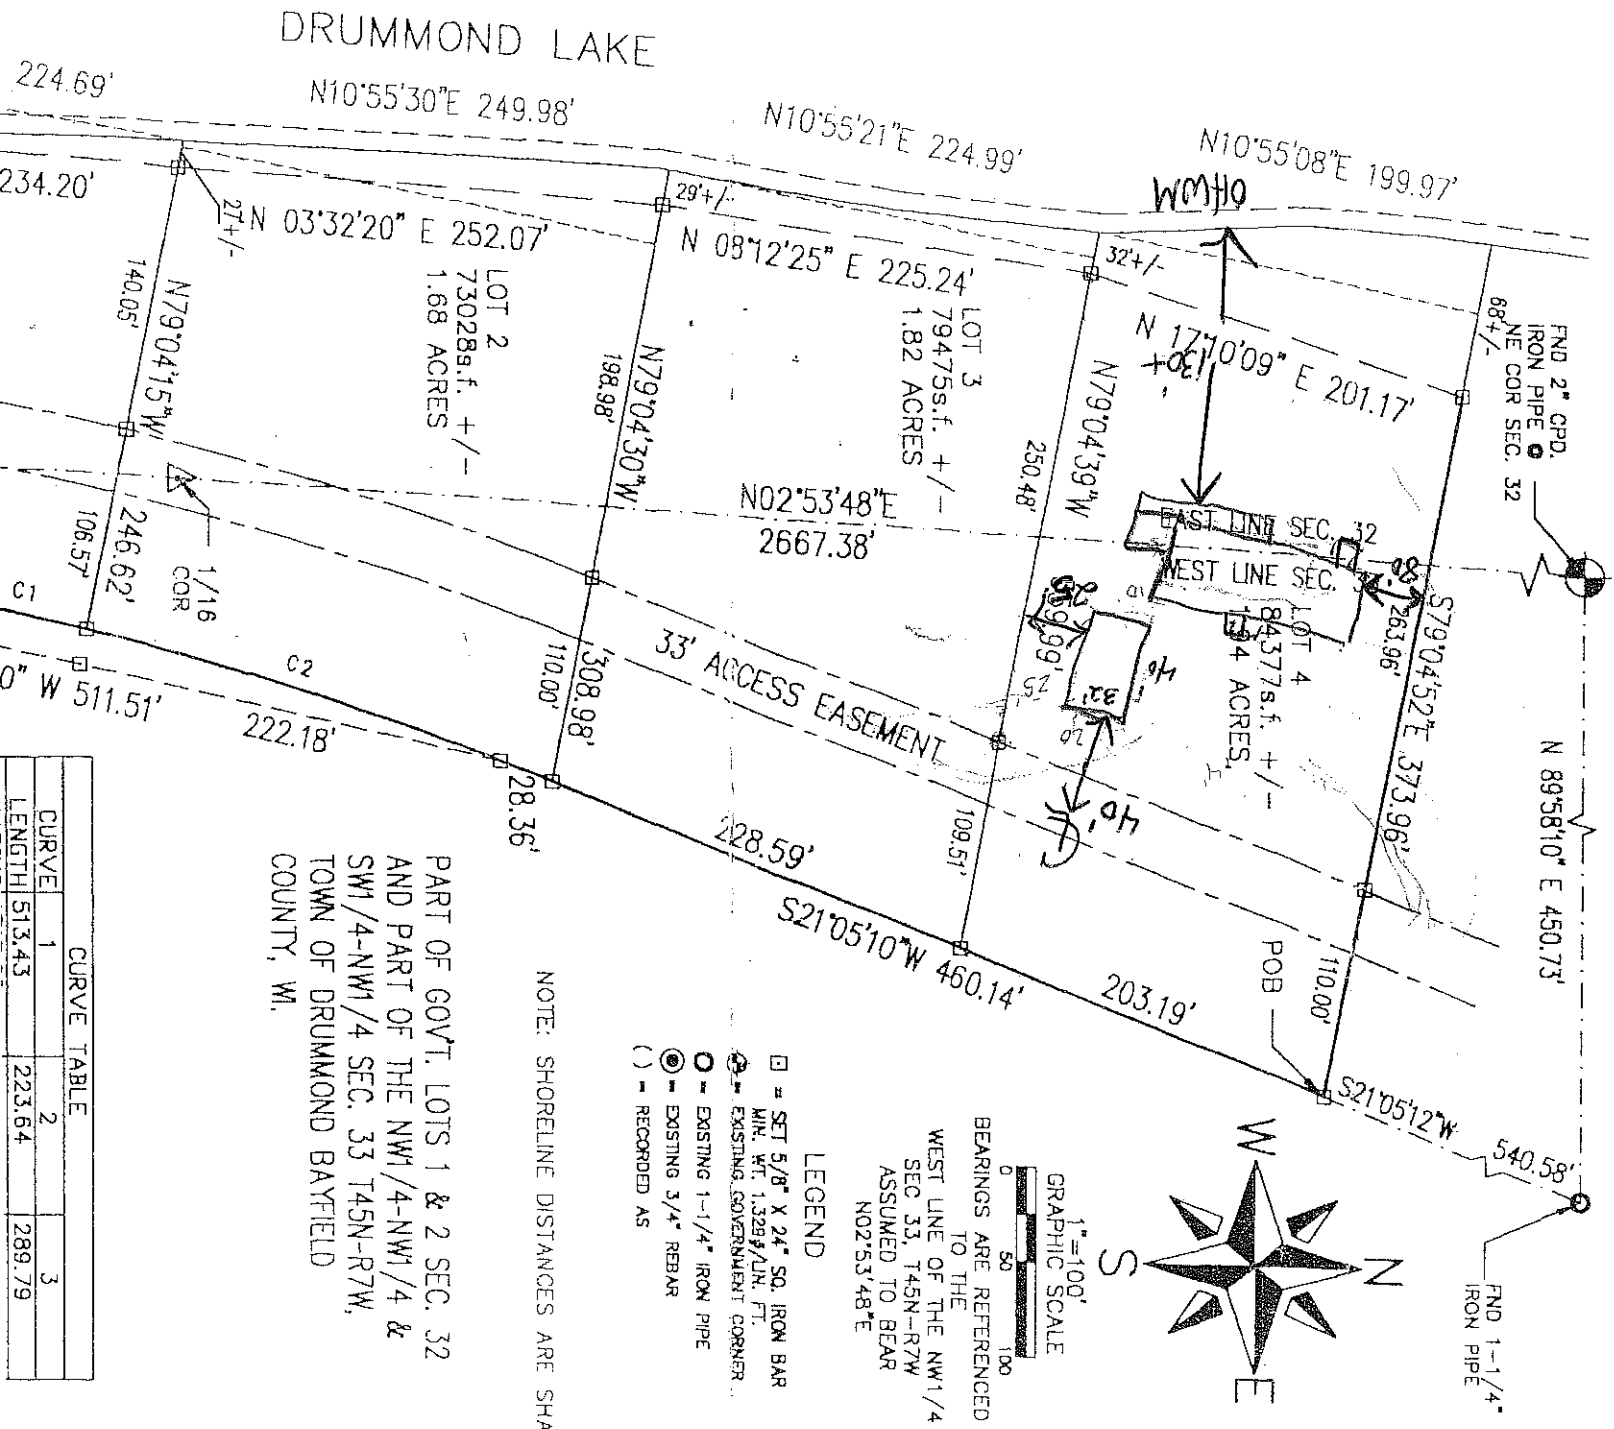 DRUMMOND LAKE
224.69'
N10°55'30"E 249.98'
N10°55'21"E 224.99'
N10°55'08"E 199.97'
OHWM
234.20'
27'+/-
N 03°32'20" E 252.07'
29'+/-
N 08°12'25" E 225.24'
32'+/-
N 17°10'09" E 201.17'
68'+/-
130'+
FND 2" CPD.
IRON PIPE @
NE COR SEC. 32
N79°04'15"W
140.05'
LOT 2
73028s.f. +/-
1.68 ACRES
N79°04'30"W
198.98'
LOT 3
79475s.f. +/-
1.82 ACRES
N79°04'39"W
250.48'
N02°53'48"E
2667.38'
EAST LINE SEC. 32
WEST LINE SEC.
80'
263.96'
LOT 4
84377s.f. +/-
ACRES
S79°04'52"E 373.96'
N 89°58'10" E 450.73'
1/16
COR
106.57'
246.62'
C1
C2
0" W 511.51'
222.18'
28.36'
110.00'
308.98'
33' ACCESS EASEMENT
25'
10
25
40'
32'
20
40'
109.51'
228.59'
S21°05'10"W 460.14'
203.19'
110.00'
POB
S21°05'12"W
540.58'
FND 1-1/4"
IRON PIPE
N
S
E
W
GRAPHIC SCALE
1"=100'
0 50 100
BEARINGS ARE REFERENCED
TO THE
WEST LINE OF THE NW1/4
SEC 33, T45N-R7W
ASSUMED TO BEAR
N02°53'48"E
LEGEND
= SET 5/8" X 24" SQ. IRON BAR
MIN. WT. 1.329#/LIN. FT.
= EXISTING GOVERNMENT CORNER
= EXISTING 1-1/4" IRON PIPE
= EXISTING 3/4" REBAR
( ) = RECORDED AS
NOTE: SHORELINE DISTANCES ARE SHA
PART OF GOV'T. LOTS 1 & 2 SEC. 32
AND PART OF THE NW1/4-NW1/4 &
SW1/4-NW1/4 SEC. 33 T45N-R7W,
TOWN OF DRUMMOND BAYFIELD
COUNTY, WI.
CURVE TABLE
CURVE 1 2 3
LENGTH 513.43 223.64 289.79